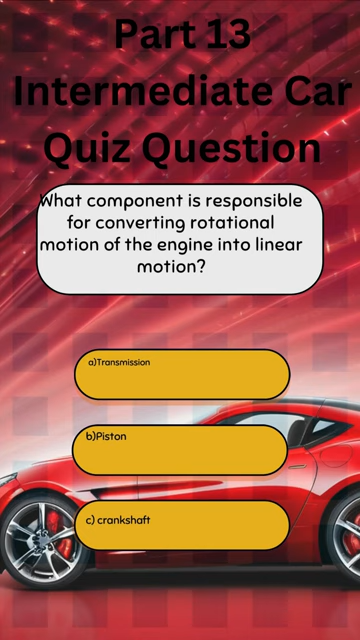 Part 13
Intermediate Car
Quiz Question
What component is responsible
for converting rotational
motion of the engine into linear
motion?
a)Transmission
b)Piston
c) crankshaft